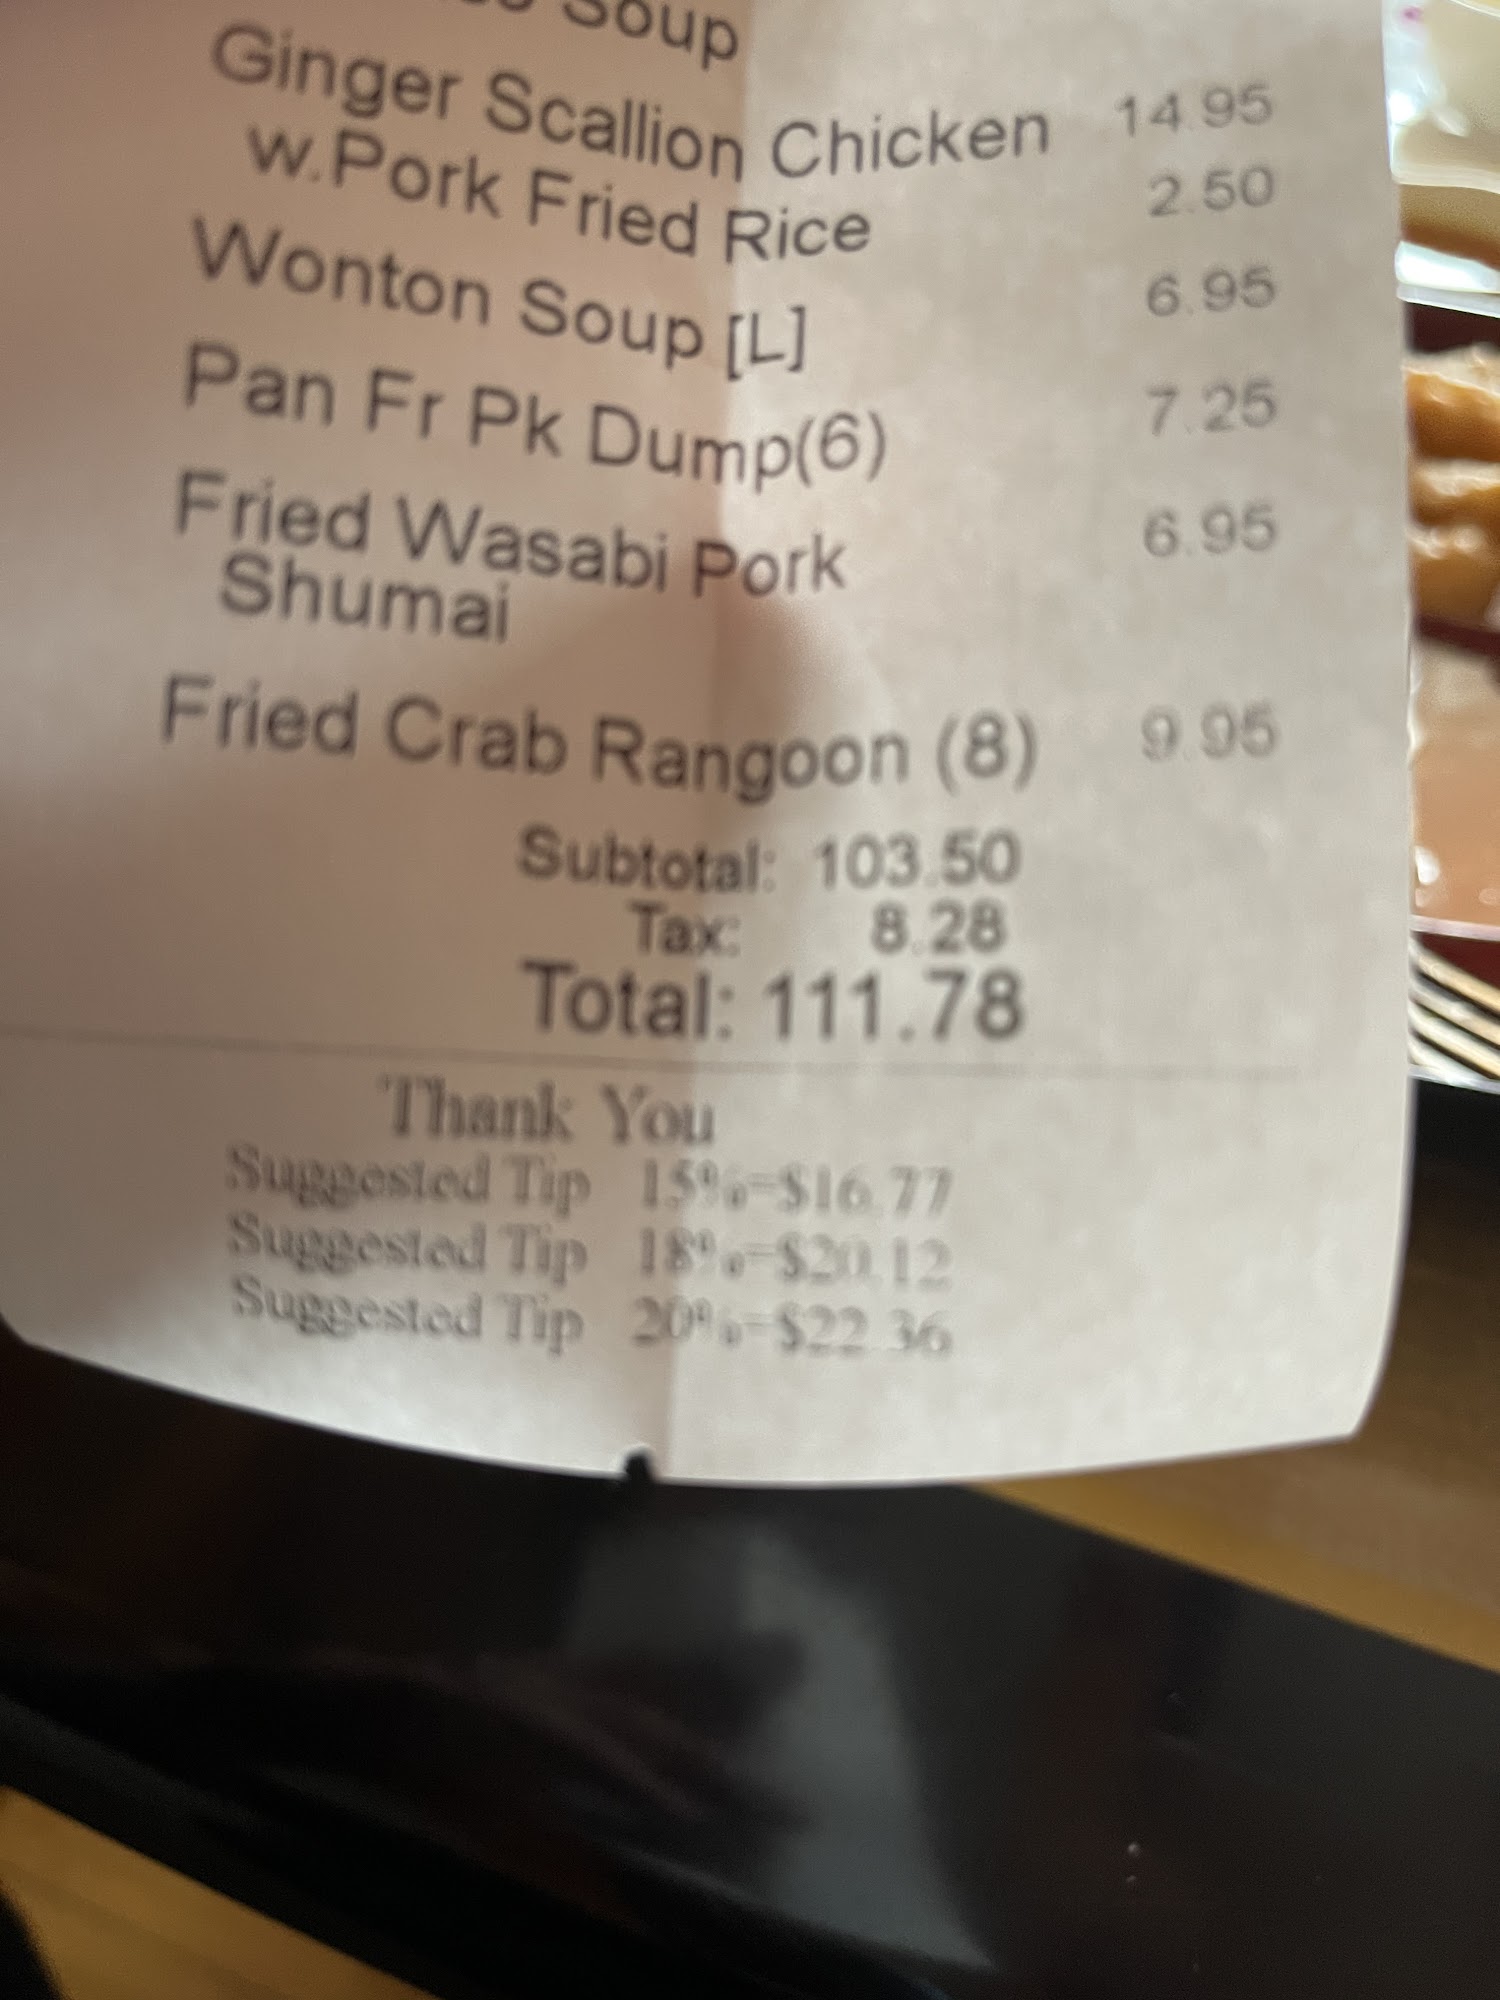 Soup
Ginger Scallion Chicken 14.95
w.Pork Fried Rice 2.50
Wonton Soup [L] 6.95
Pan Fr Pk Dump(6) 7.25
Fried Wasabi Pork 6.95
Shumai
Fried Crab Rangoon (8) 9.95
Subtotal: 103.50
Tax: 8.28
Total: 111.78
Thank You
Suggested Tip 15%=$16.77
Suggested Tip 18%=$20.12
Suggested Tip 20%=$22.36